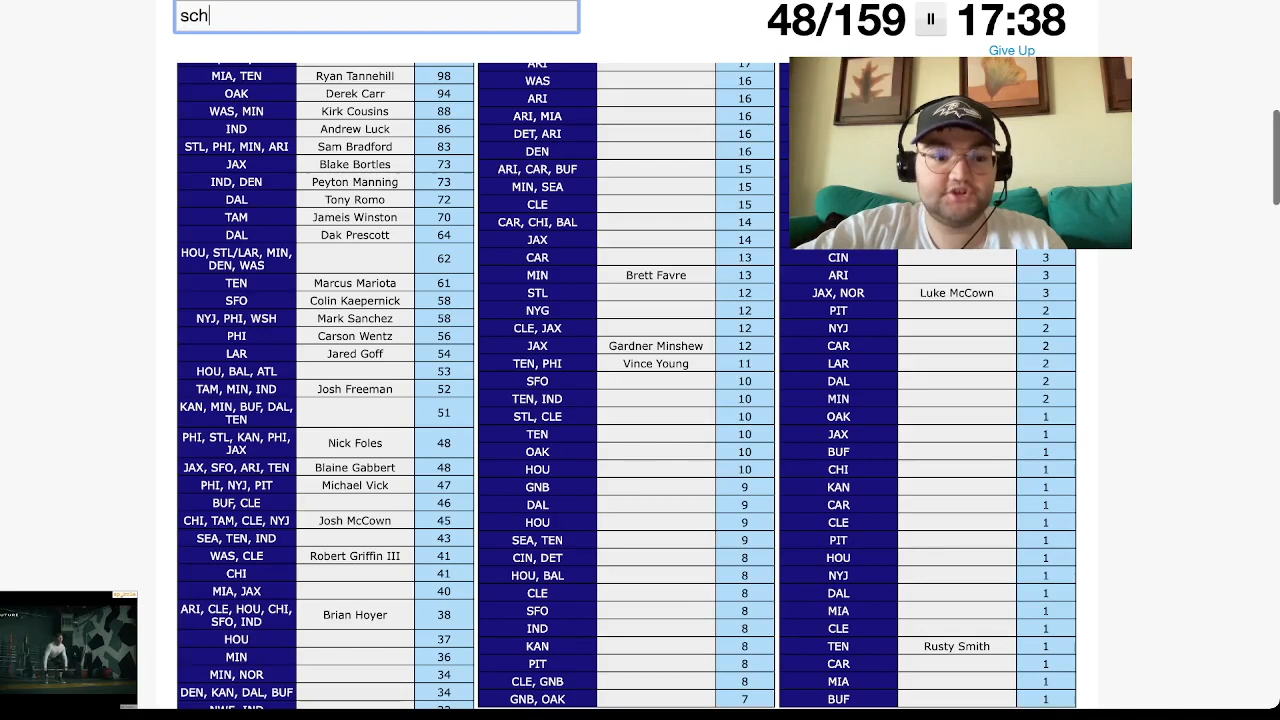 sch
48/159 17:38
Give Up
MIA, TEN Ryan Tannehill 98
OAK Derek Carr 94
WAS, MIN Kirk Cousins 88
IND Andrew Luck 86
STL, PHI, MIN, ARI Sam Bradford 83
JAX Blake Bortles 73
IND, DEN Peyton Manning 73
DAL Tony Romo 72
TAM Jameis Winston 70
DAL Dak Prescott 64
HOU, STL/LAR, MIN,
DEN, WAS 62
TEN Marcus Mariota 61
SFO Colin Kaepernick 58
NYJ, PHI, WSH Mark Sanchez 58
PHI Carson Wentz 56
LAR Jared Goff 54
HOU, BAL, ATL 53
TAM, MIN, IND Josh Freeman 52
KAN, MIN, BUF, DAL,
TEN 51
PHI, STL, KAN, PHI,
JAX Nick Foles 48
JAX, SFO, ARI, TEN Blaine Gabbert 48
PHI, NYJ, PIT Michael Vick 47
BUF, CLE 46
CHI, TAM, CLE, NYJ Josh McCown 45
SEA, TEN, IND 43
WAS, CLE Robert Griffin III 41
CHI 41
MIA, JAX 40
ARI, CLE, HOU, CHI,
SFO, IND Brian Hoyer 38
HOU 37
MIN 36
MIN, NOR 34
DEN, KAN, DAL, BUF 34
ARI 17
WAS 16
ARI 16
ARI, MIA 16
DET, ARI 16
DEN 16
ARI, CAR, BUF 15
MIN, SEA 15
CLE 15
CAR, CHI, BAL 14
JAX 14
CAR 13
MIN Brett Favre 13
STL 12
NYG 12
CLE, JAX 12
JAX Gardner Minshew 12
TEN, PHI Vince Young 11
SFO 10
TEN, IND 10
STL, CLE 10
TEN 10
OAK 10
HOU 10
GNB 9
DAL 9
HOU 9
SEA, TEN 9
CIN, DET 8
HOU, BAL 8
CLE 8
SFO 8
IND 8
KAN 8
PIT 8
CLE, GNB 8
GNB, OAK 7
CIN 3
ARI 3
JAX, NOR Luke McCown 3
PIT 2
NYJ 2
CAR 2
LAR 2
DAL 2
MIN 2
OAK 1
JAX 1
BUF 1
CHI 1
KAN 1
CAR 1
CLE 1
PIT 1
HOU 1
NYJ 1
DAL 1
MIA 1
CLE 1
TEN Rusty Smith 1
CAR 1
MIA 1
BUF 1